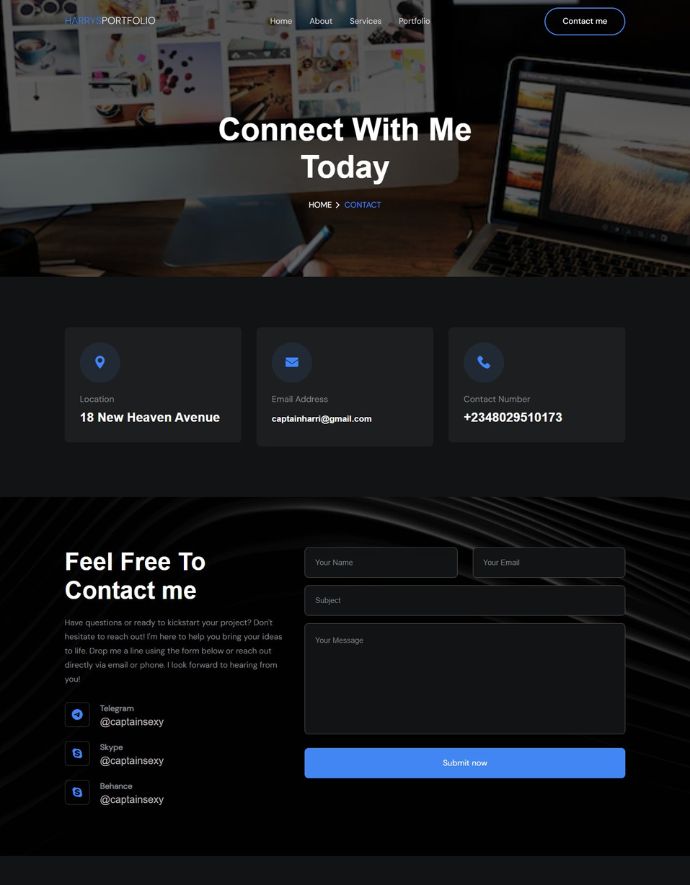 HARRYSPORTFOLIO Home About Services Portfolio Contact me
Connect With Me
Today
HOME > CONTACT
Location
18 New Heaven Avenue
Email Address
captainharri@gmail.com
Contact Number
+2348029510173
Feel Free To
Contact me
Have questions or ready to kickstart your project? Don't
hesitate to reach out! I'm here to help you bring your ideas
to life. Drop me a line using the form below or reach out
directly via email or phone. I look forward to hearing from
you!
Telegram
@captainsexy
Skype
@captainsexy
Behance
@captainsexy
Your Name
Your Email
Subject
Your Message
Submit now